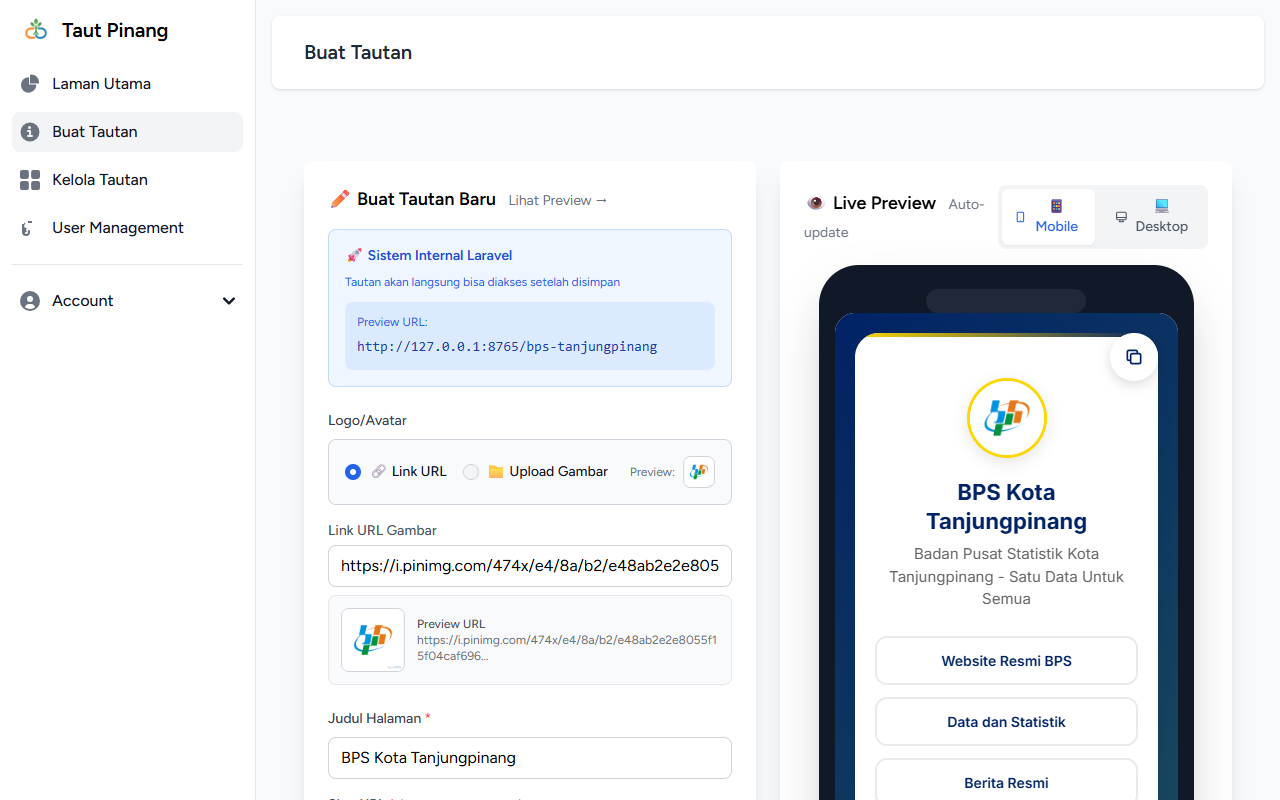 Taut Pinang
Laman Utama
Buat Tautan
Kelola Tautan
User Management
Account
Buat Tautan
Buat Tautan Baru
Lihat Preview →
Sistem Internal Laravel
Tautan akan langsung bisa diakses setelah disimpan
Preview URL:
http://127.0.0.1:8765/bps-tanjungpinang
Logo/Avatar
Link URL
Upload Gambar
Preview:
Link URL Gambar
https://i.pinimg.com/474x/e4/8a/b2/e48ab2e2e805
Preview URL
https://i.pinimg.com/474x/e4/8a/b2/e48ab2e2e8055f1
5f04caf696...
Judul Halaman *
BPS Kota Tanjungpinang
Live Preview
Auto-
update
Mobile
Desktop
BPS Kota
Tanjungpinang
Badan Pusat Statistik Kota
Tanjungpinang - Satu Data Untuk
Semua
Website Resmi BPS
Data dan Statistik
Berita Resmi